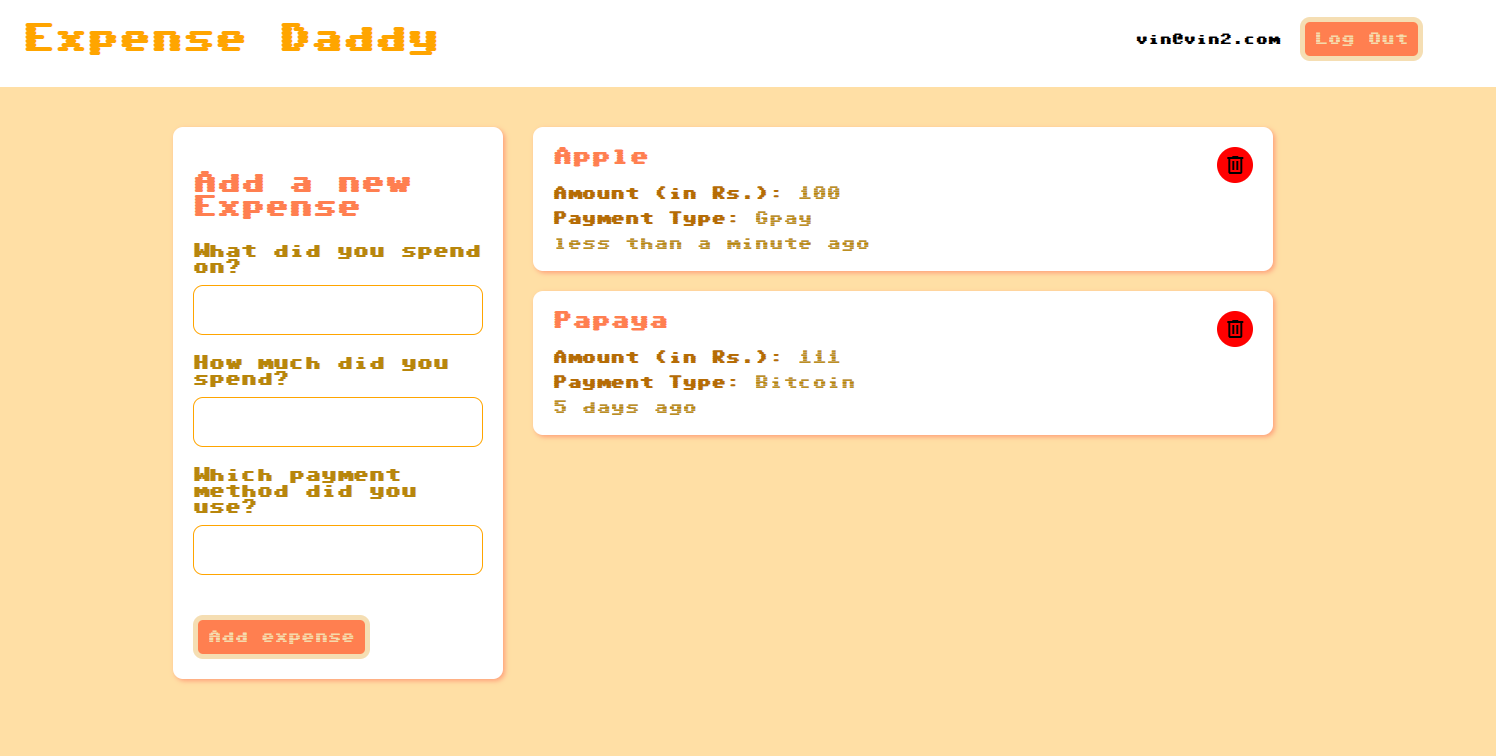 Expense Daddy
vin@vin2.com
Log Out
Add a new
Expense
What did you spend
on?
How much did you
spend?
Which payment
method did you
use?
Add expense
Apple
Amount (in Rs.): 100
Payment Type: Gpay
less than a minute ago
Papaya
Amount (in Rs.): 111
Payment Type: Bitcoin
5 days ago